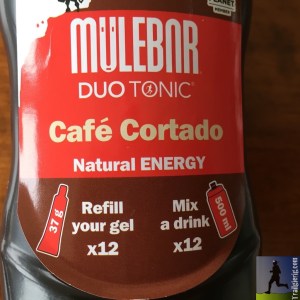 MULEBAR
DUO TONIC®
Café Cortado
Natural ENERGY
37 g
Refill
your gel
x12
Mix
a drink
x12
500 ml